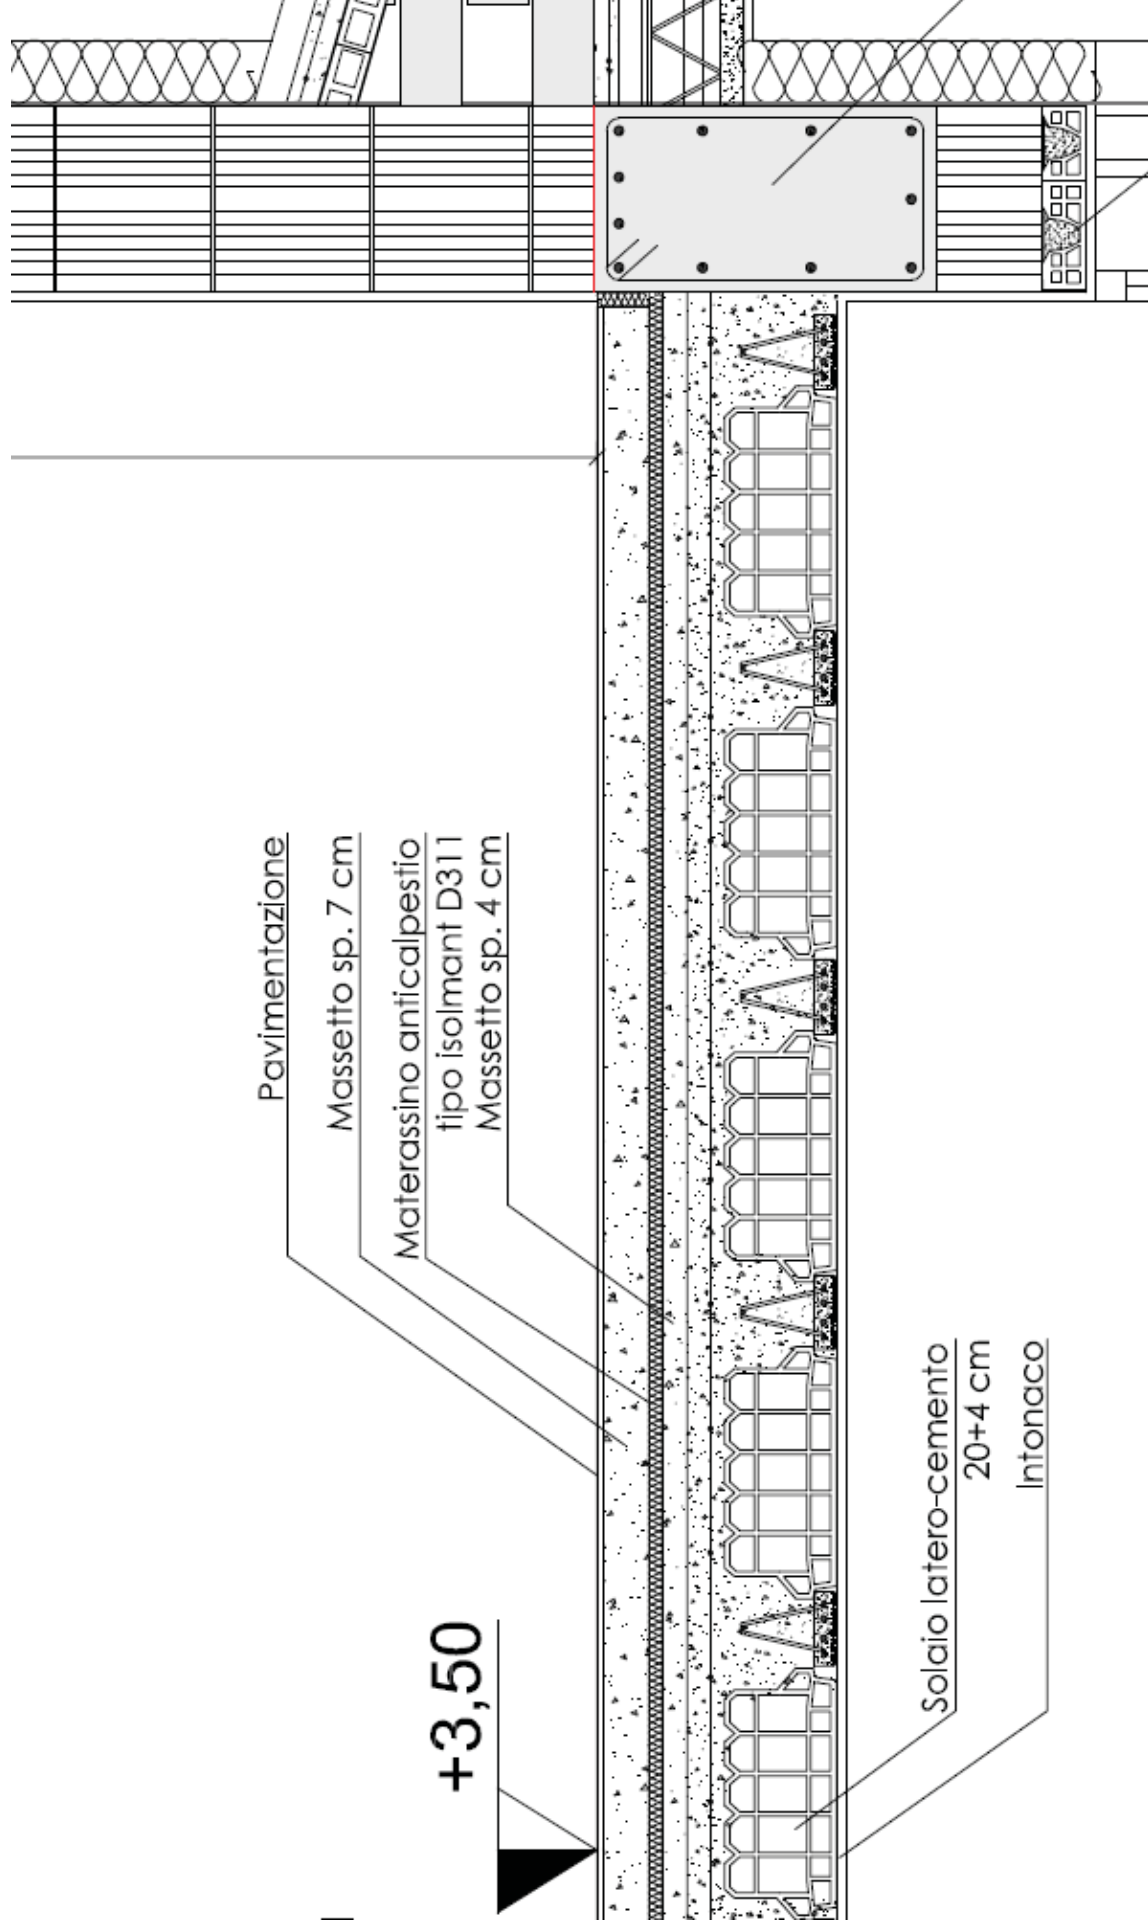 Pavimentazione
Massetto sp. 7 cm
Materassino anticalpestio
tipo isolmant D311
Massetto sp. 4 cm
+3,50
Solaio latero-cemento
20+4 cm
Intonaco